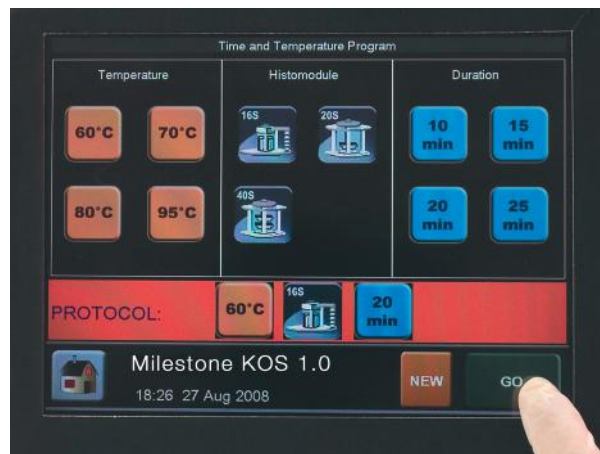 Time and Temperature Program
Temperature
Histomodule
Duration
60°C
70°C
16S
20S
10
min
15
min
80°C
95°C
40S
20
min
25
min
PROTOCOL:
60°C
16S
20
min
Milestone KOS 1.0
18:26 27 Aug 2008
NEW
GO